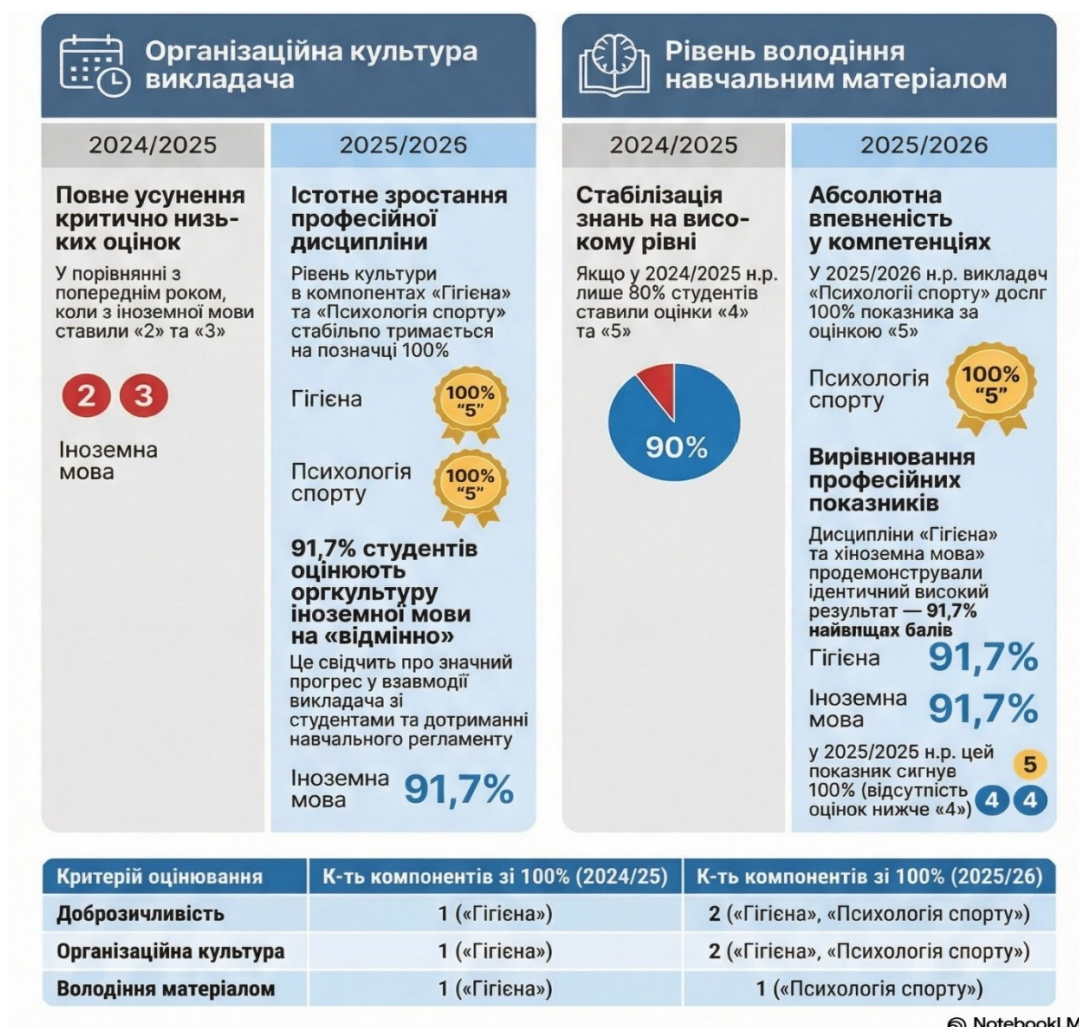 Організаційна культура
викладача
2024/2025
2025/2026
Повне усунення
критично низь-
ких оцінок
У порівнянні з
попереднім роком,
коли з іноземної мови
ставили «2» та «3»
2 3
Іноземна
мова
Істотне зростання
професійної
дисципліни
Рівень культури
в компонентах «Гігієна»
та «Психологія спорту»
стабільпо тримається
на позначці 100%
Гігієна
100%
"5"
Психологія
спорту
100%
"5"
91,7% студентів
оцінюють
оргкультуру
іноземної мови
на «відмінно»
Це свідчить про значний
прогрес у взавмодії
викладача зі
студентами та дотриманні
навчального регламенту
Іноземна
мова
91,7%
Рівень володіння
навчальним матеріалом
2024/2025
2025/2026
Стабілізація
знань на висо-
кому рівні
Якщо у 2024/2025 н.р.
лише 80% студентів
ставили оцінки «4»
та «5»
90%
Абсолютна
впевненість
у компетенціях
У 2025/2026 н.р. викладач
«Психології спорту» дослг
100% показника за
оцінкою «5»
Психологія
спорту
100%
"5"
Вирівнювання
професійних
показників
Дисципліни «Гігієна»
та хіноземна мова»
продемонстрували
ідентичний високий
результат — 91,7%
найвпщах балів
Гігієна 91,7%
Іноземна
мова
91,7%
у 2025/2025 н.р. цей
показняк сигнув
100% (відсутпість
оцінок нижче «4»)
5
4 4
Критерій оцінювання К-ть компонентів зі 100% (2024/25) К-ть компонентів зі 100% (2025/26)
Доброзичливість 1 («Гігієна») 2 («Гігієна», «Психологія спорту»)
Організаційна культура 1 («Гігієна») 2 («Гігієна», «Психологія спорту»)
Володіння матеріалом 1 («Гігієна») 1 («Психологія спорту»)
NotebookLM